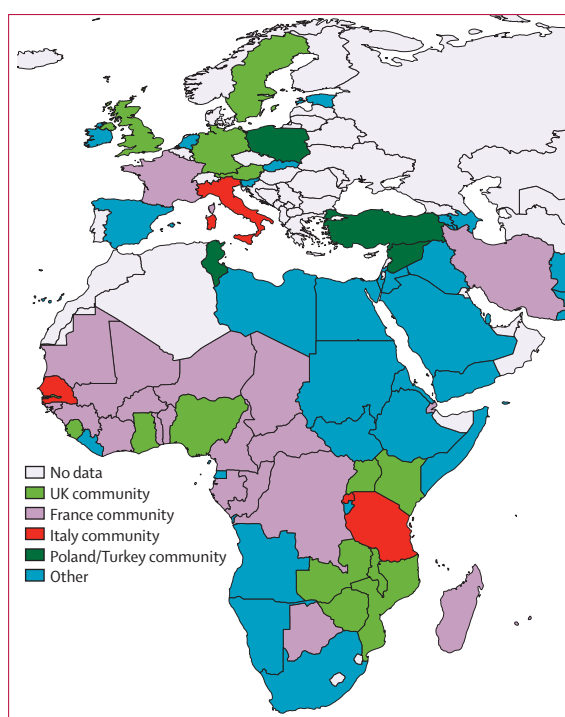 No data
UK community
France community
Italy community
Poland/Turkey community
Other